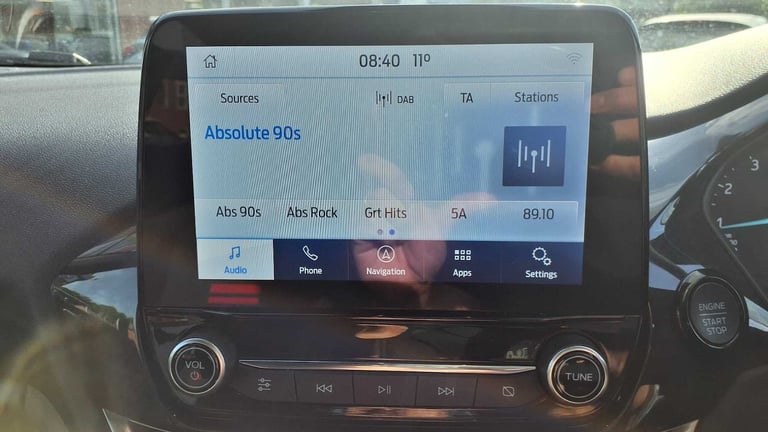 08:40 11°
Sources DAB TA Stations
Absolute 90s
Abs 90s Abs Rock Grt Hits 5A 89.10
Audio Phone Navigation Apps Settings
VOL
TUNE
ENGINE
START
STOP
3
2
1